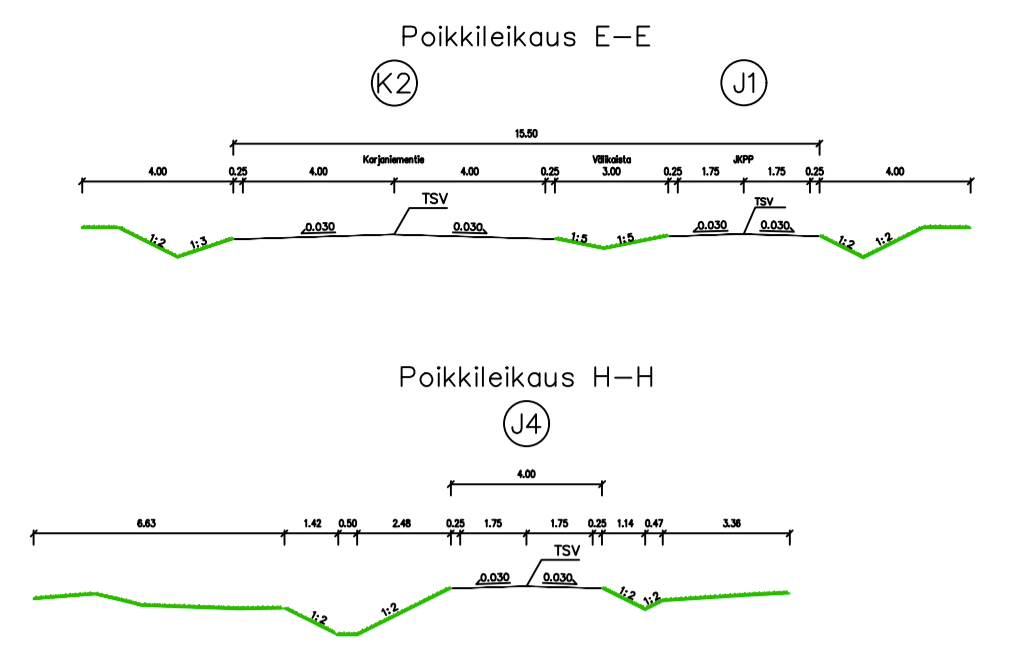 Poikkileikaus E-E
K2
J1
15.50
Karjaniementie
Välikaista
JKPP
4.00 0.25 4.00 4.00 0.25 3.00 0.25 1.75 1.75 0.25 4.00
TSV
TSV
1:2 1:3 0.030 0.030 1:5 1:5 0.030 0.030 1:2 1:2
Poikkileikaus H-H
J4
4.00
6.63 1.42 0.50 2.48 0.25 1.75 1.75 0.25 1.14 0.47 3.36
TSV
1:2 1:2 0.030 0.030 1:2 1:2